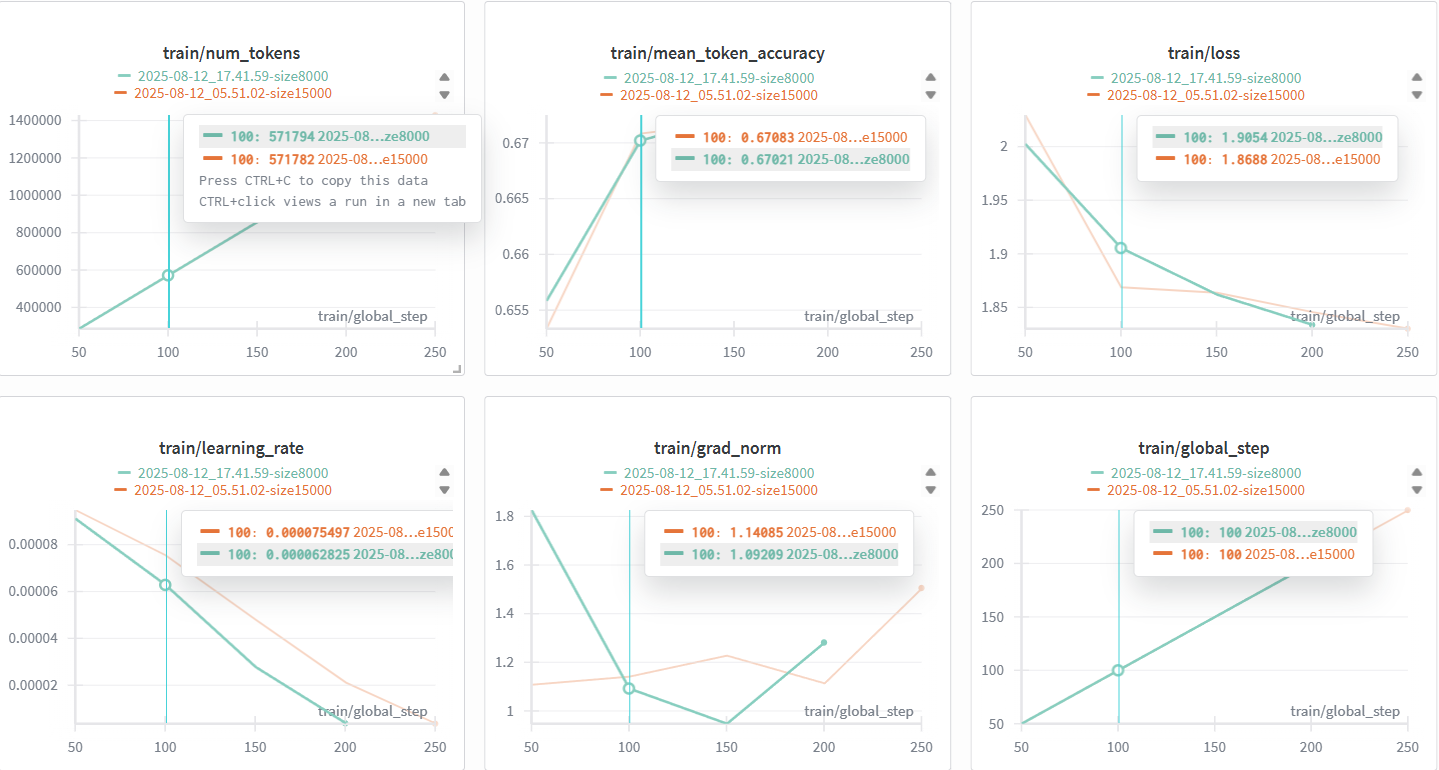 train/num_tokens
2025-08-12_17.41.59-size8000
2025-08-12_05.51.02-size15000
1400000
1200000
1000000
800000
600000
400000
100: 571794 2025-08...ze8000
100: 571782 2025-08...e15000
Press CTRL+C to copy this data
CTRL+click views a run in a new tab
train/global_step
50 100 150 200 250
train/mean_token_accuracy
2025-08-12_17.41.59-size8000
2025-08-12_05.51.02-size15000
0.67
0.665
0.66
0.655
100: 0.67083 2025-08...e15000
100: 0.67021 2025-08...ze8000
train/global_step
50 100 150 200 250
train/loss
2025-08-12_17.41.59-size8000
2025-08-12_05.51.02-size15000
2
1.95
1.9
1.85
100: 1.9054 2025-08...ze8000
100: 1.8688 2025-08...e15000
train/global_step
50 100 150 200 250
train/learning_rate
2025-08-12_17.41.59-size8000
2025-08-12_05.51.02-size15000
0.00008
0.00006
0.00004
0.00002
100: 0.000075497 2025-08...e1500
100: 0.000062825 2025-08...ze800
train/global_step
50 100 150 200 250
train/grad_norm
2025-08-12_17.41.59-size8000
2025-08-12_05.51.02-size15000
1.8
1.6
1.4
1.2
1
100: 1.14085 2025-08...e15000
100: 1.09209 2025-08...ze8000
train/global_step
50 100 150 200 250
train/global_step
2025-08-12_17.41.59-size8000
2025-08-12_05.51.02-size15000
250
200
150
100
50
100: 100 2025-08...ze8000
100: 100 2025-08...e15000
train/global_step
50 100 150 200 250